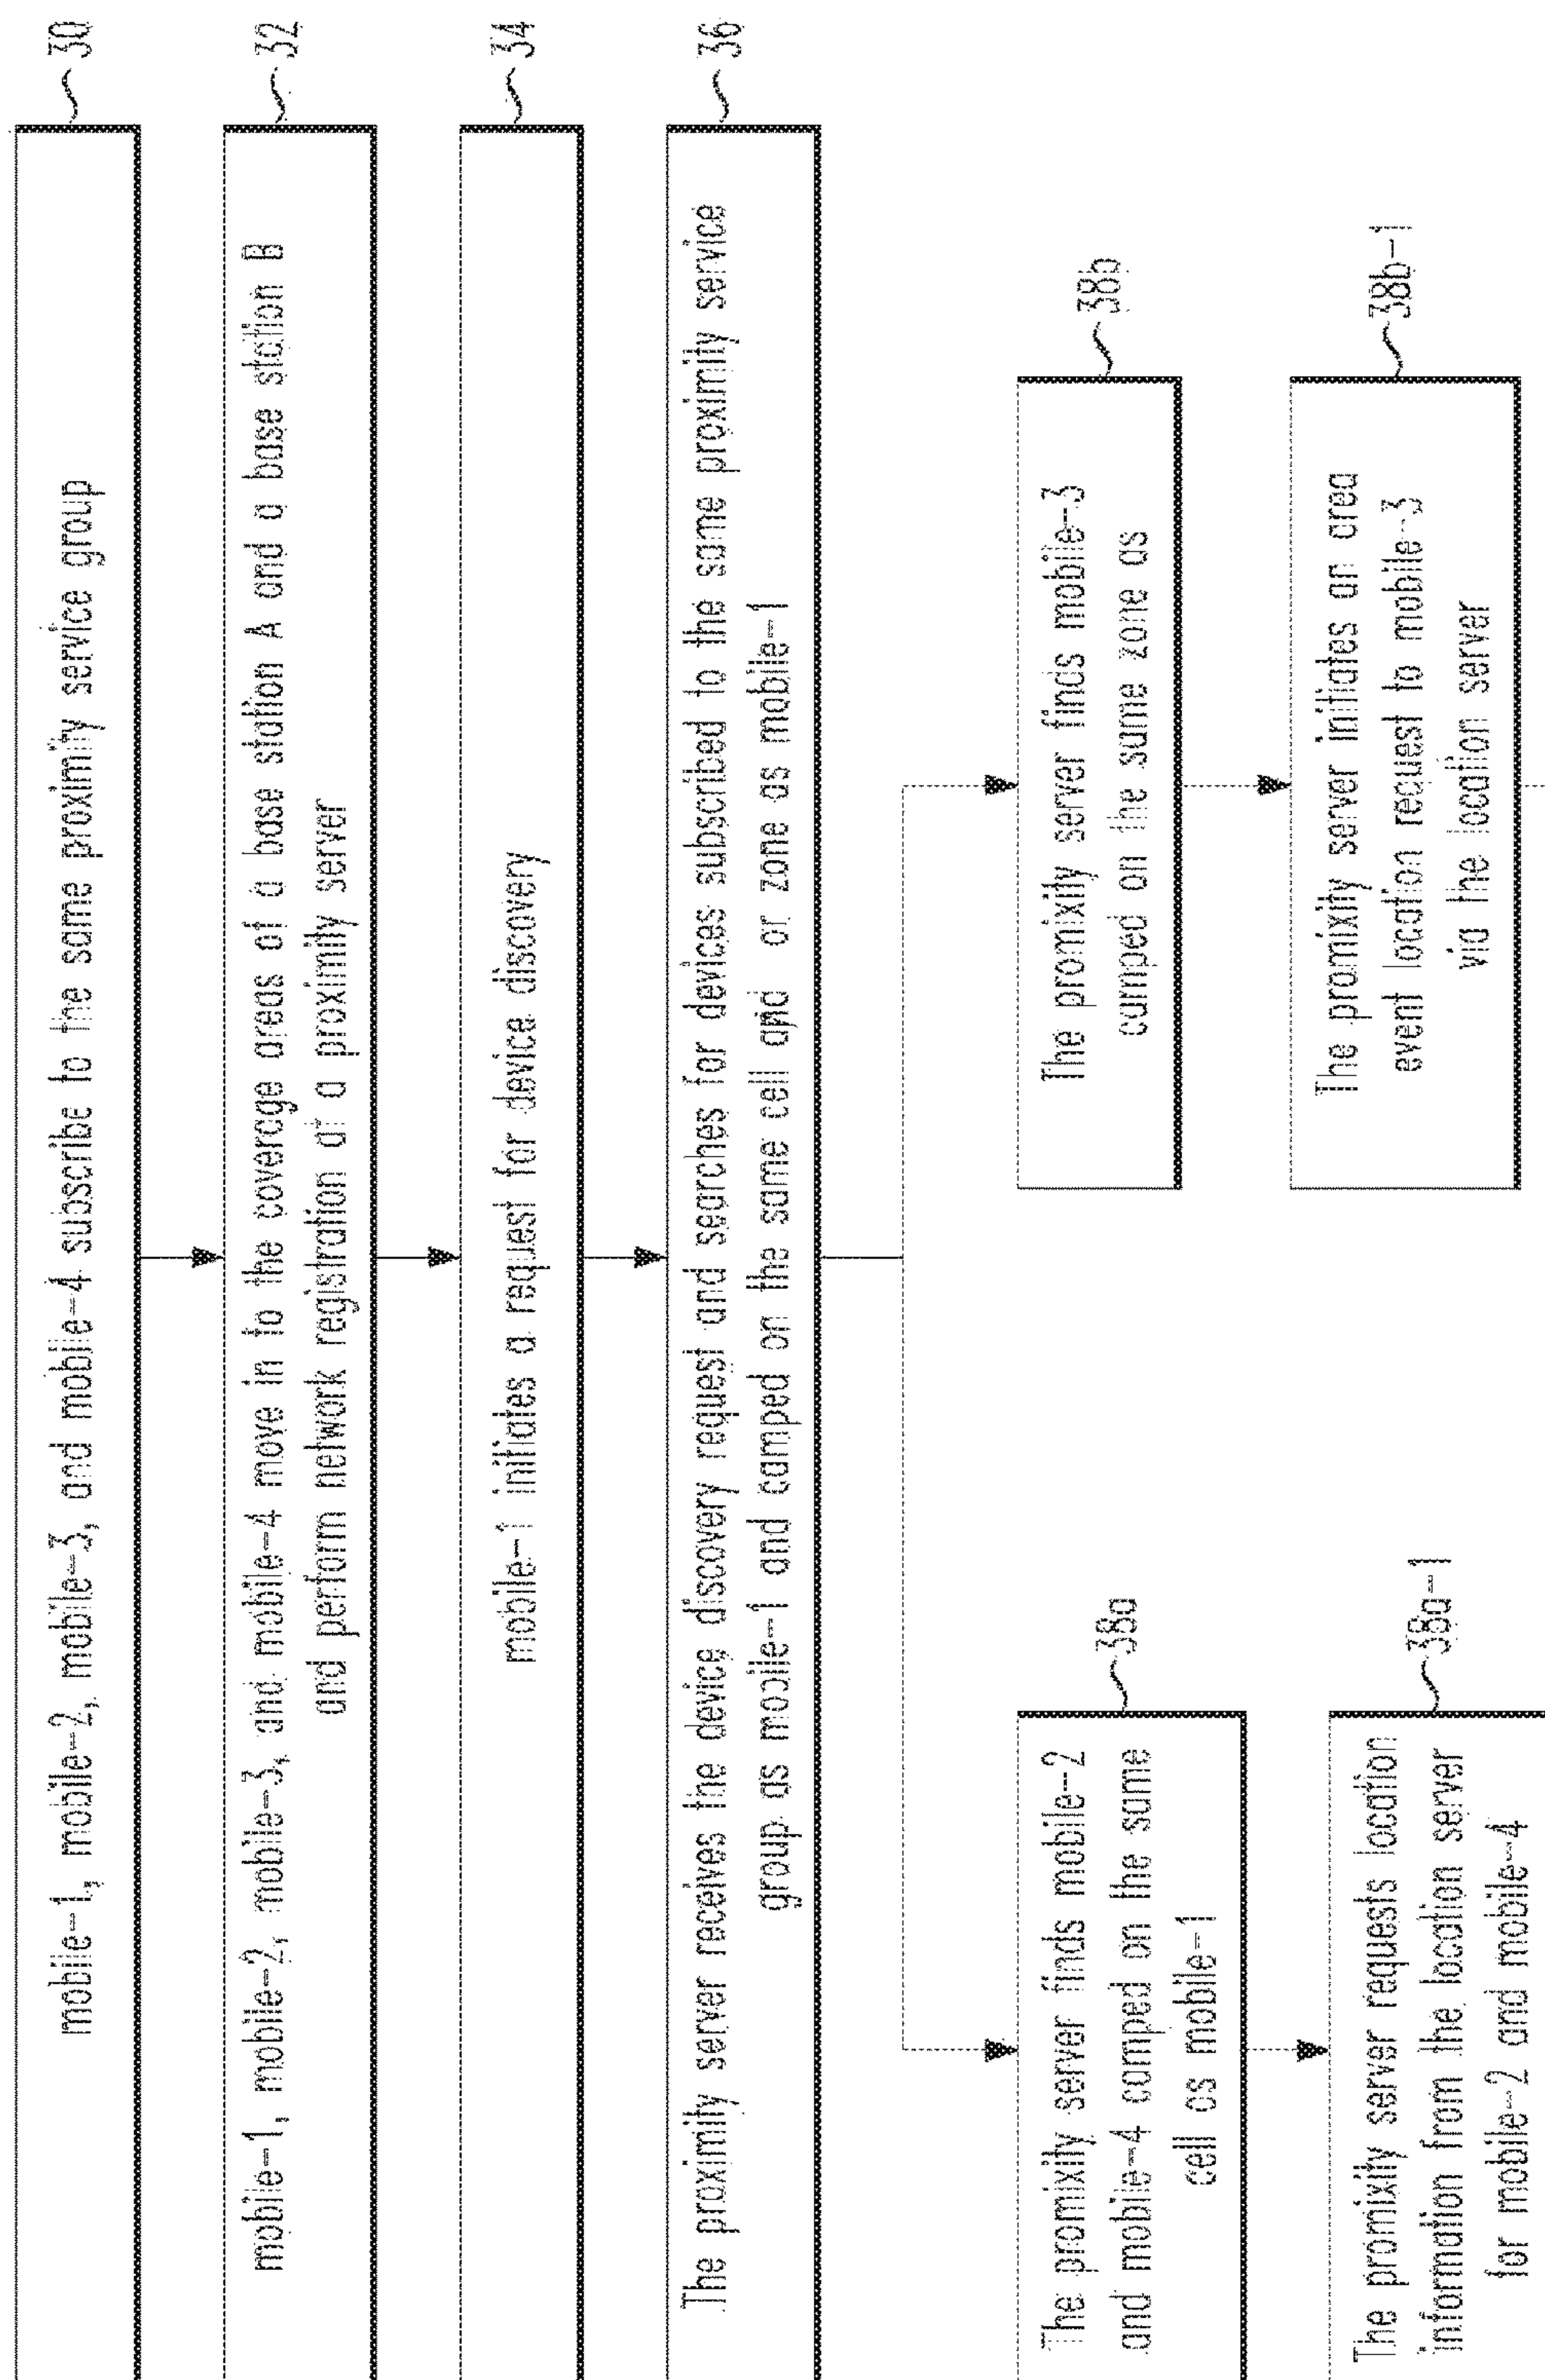 mobile-1, mobile-2, mobile-3, and mobile-4 subscribe to the same proximity service group
30
mobile-1, mobile-2, mobile-3, and mobile-4 move in to the coverage areas of a base station A and a base station B
and perform network registration at a proximity server
32
mobile-1 initiates a request for device discovery
34
The proximity server receives the device discovery request and searches for devices subscribed to the same proximity service
group as mobile-1 and camped on the same cell and or zone as mobile-1
36
The promixity server finds mobile-2
and mobile-4 camped on the same
cell as mobile-1
38a
The promixity server requests location
information from the location server
for mobile-2 and mobile-4
38a-1
The promixity server finds mobile-3
camped on the same zone as
38b
The promixity server initiates an area
event location request to mobile-3
via the location server
38b-1